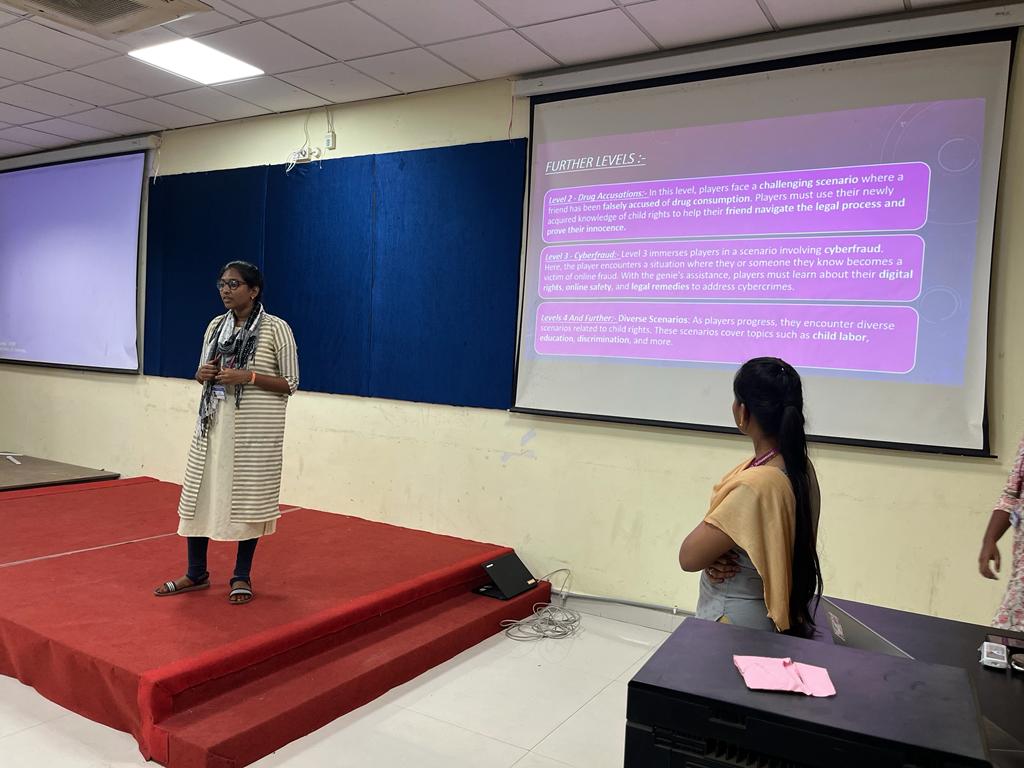 FURTHER LEVELS :-
Level 2 - Drug Accusations:- In this level, players face a challenging scenario where a
friend has been falsely accused of drug consumption. Players must use their newly
acquired knowledge of child rights to help their friend navigate the legal process and
prove their innocence.
Level 3 - Cyberfraud:- Level 3 immerses players in a scenario involving cyberfraud.
Here, the player encounters a situation where they or someone they know becomes a
victim of online fraud. With the genie's assistance, players must learn about their digital
rights, online safety, and legal remedies to address cybercrimes.
Levels 4 And Further:- Diverse Scenarios: As players progress, they encounter diverse
scenarios related to child rights. These scenarios cover topics such as child labor,
education, discrimination, and more.